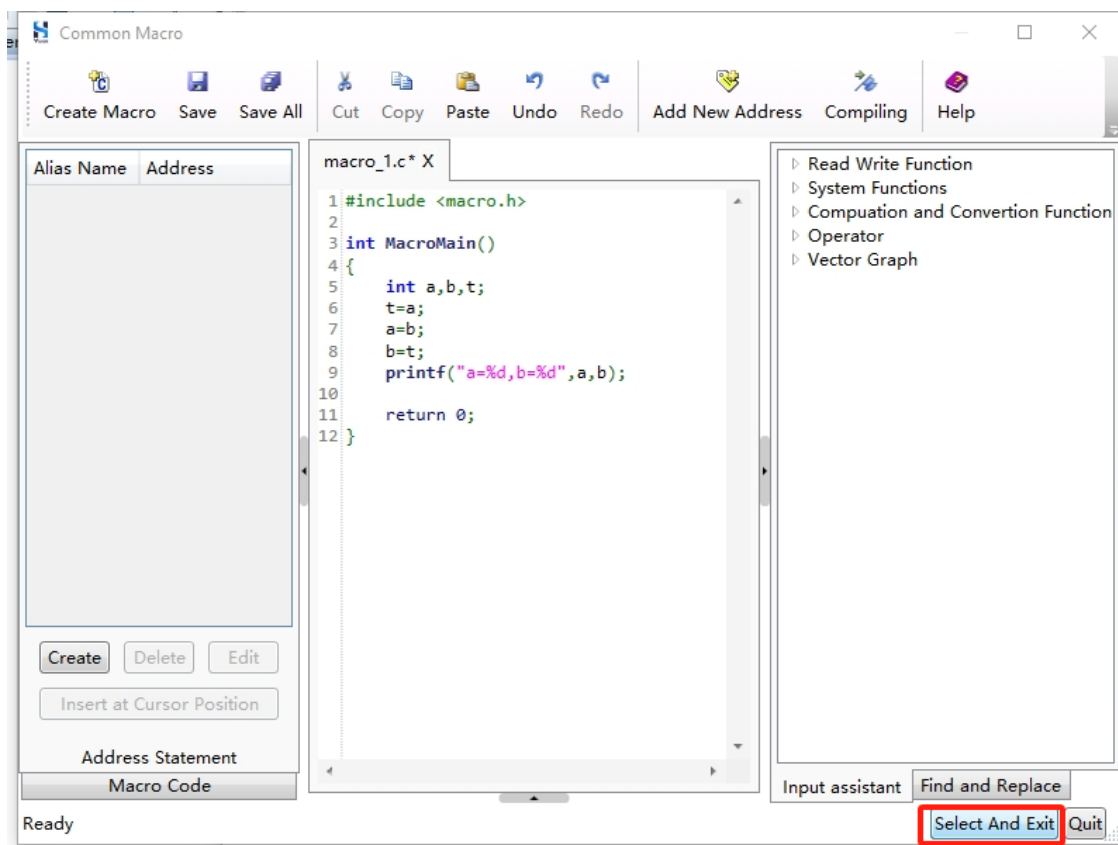 Common Macro
Create Macro Save Save All Cut Copy Paste Undo Redo Add New Address Compiling Help
Alias Name Address
macro_1.c* X
1 #include <macro.h>
2
3 int MacroMain()
4 {
5 int a,b,t;
6 t=a;
7 a=b;
8 b=t;
9 printf("a=%d,b=%d",a,b);
10
11 return 0;
12 }
Read Write Function
System Functions
Compuation and Convertion Function
Operator
Vector Graph
Create Delete Edit
Insert at Cursor Position
Address Statement
Macro Code
Input assistant Find and Replace
Ready
Select And Exit Quit